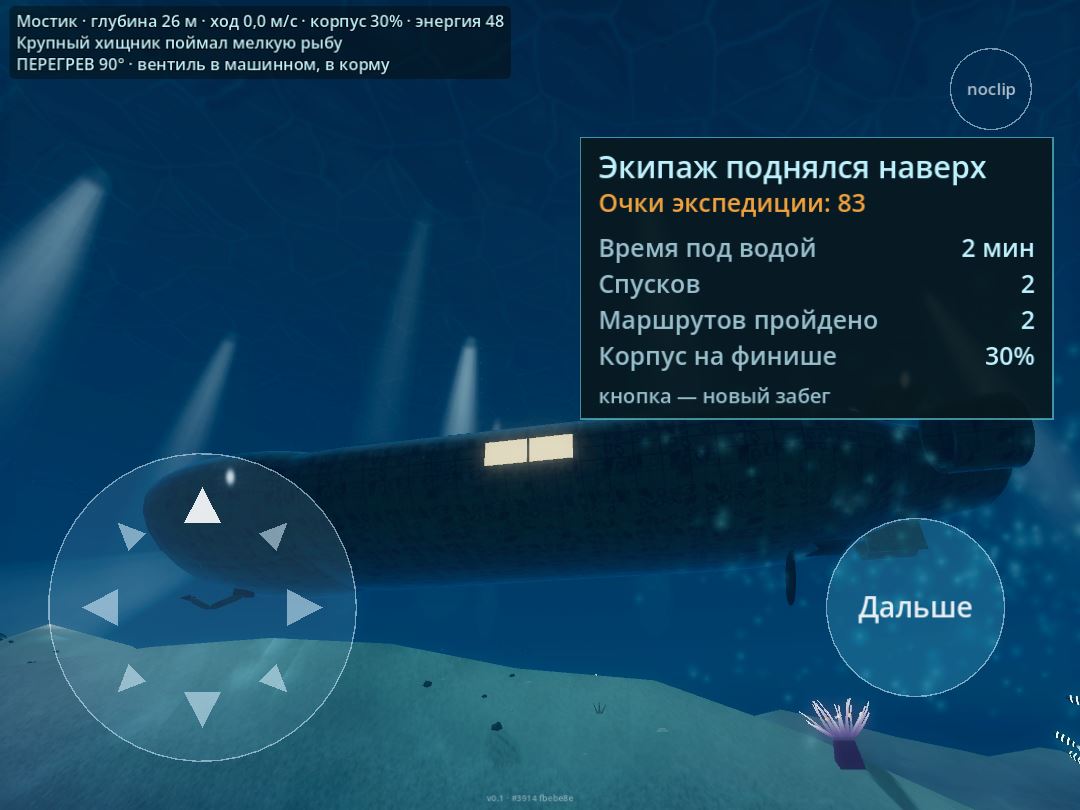 Мостик · глубина 26 м · ход 0,0 м/с · корпус 30% · энергия 48
Крупный хищник поймал мелкую рыбу
ПЕРЕГРЕВ 90° · вентиль в машинном, в корму
noclip
Экипаж поднялся наверх
Очки экспедиции: 83
Время под водой 2 мин
Спусков 2
Маршрутов пройдено 2
Корпус на финише 30%
кнопка — новый забег
Дальше
v0.1 · #3914 fbebe8e